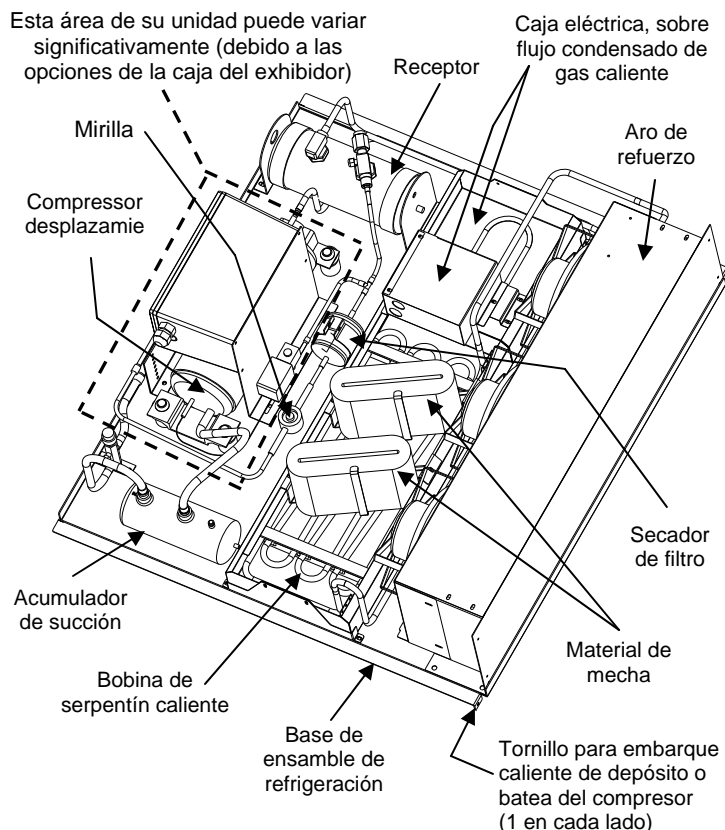 Esta área de su unidad puede variar
significativamente (debido a las
opciones de la caja del exhibidor)
Caja eléctrica, sobre
flujo condensado de
gas caliente
Receptor
Mirilla
Aro de
refuerzo
Compressor
desplazamie
Secador
de filtro
Acumulador
de succión
Material de
mecha
Bobina de
serpentín caliente
Base de
ensamble de
refrigeración
Tornillo para embarque
caliente de depósito o
batea del compresor
(1 en cada lado)